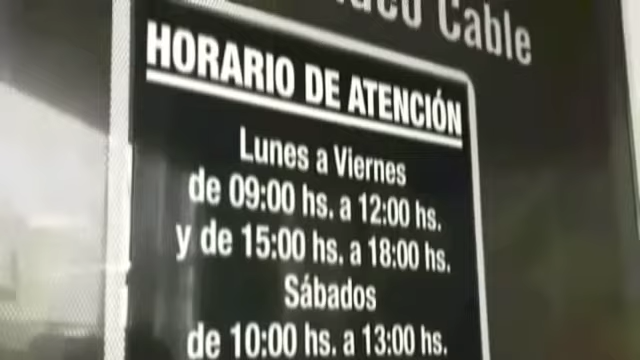 Cable
HORARIO DE ATENCIÓN
Lunes a Viernes
de 09:00 hs. a 12:00 hs.
y de 15:00 hs. a 18:00 hs.
Sábados
de 10:00 hs. a 13:00 hs.